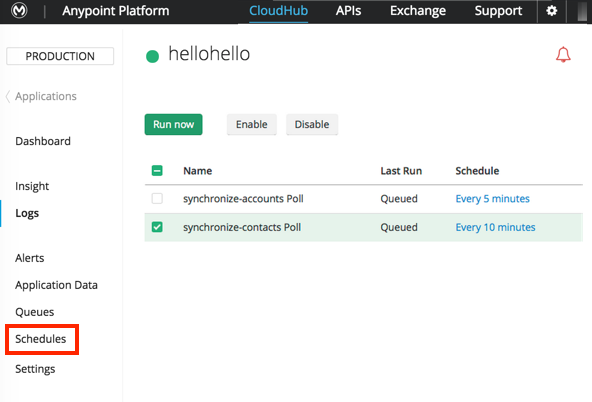 Anypoint Platform CloudHub APIs Exchange Support
PRODUCTION
hellohello
Applications
Run now Enable Disable
Dashboard
Name Last Run Schedule
Insight
synchronize-accounts Poll Queued Every 5 minutes
Logs
synchronize-contacts Poll Queued Every 10 minutes
Alerts
Application Data
Queues
Schedules
Settings